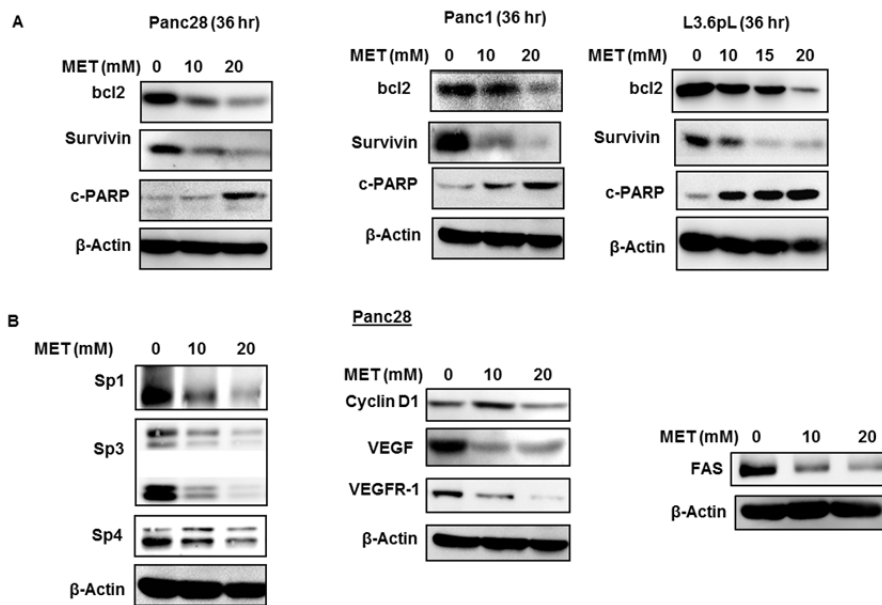 A
Panc28 (36 hr)
MET (mM) 0 10 20
bcl2
Survivin
c-PARP
β-Actin
Panc1 (36 hr)
MET (mM) 0 10 20
bcl2
Survivin
c-PARP
β-Actin
L3.6pL (36 hr)
MET (mM) 0 10 15 20
bcl2
Survivin
c-PARP
β-Actin
B
Panc28
MET (mM) 0 10 20
Sp1
Sp3
Sp4
β-Actin
MET (mM) 0 10 20
Cyclin D1
VEGF
VEGFR-1
β-Actin
MET (mM) 0 10 20
FAS
β-Actin